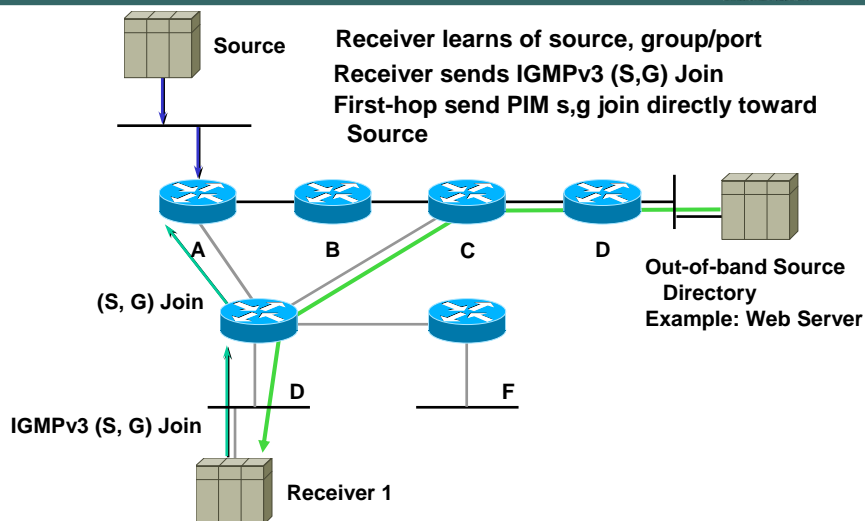 Source
Receiver learns of source, group/port
Receiver sends IGMPv3 (S,G) Join
First-hop send PIM s,g join directly toward
Source
A
B
C
D
Out-of-band Source
Directory
Example: Web Server
(S, G) Join
D
F
IGMPv3 (S, G) Join
Receiver 1